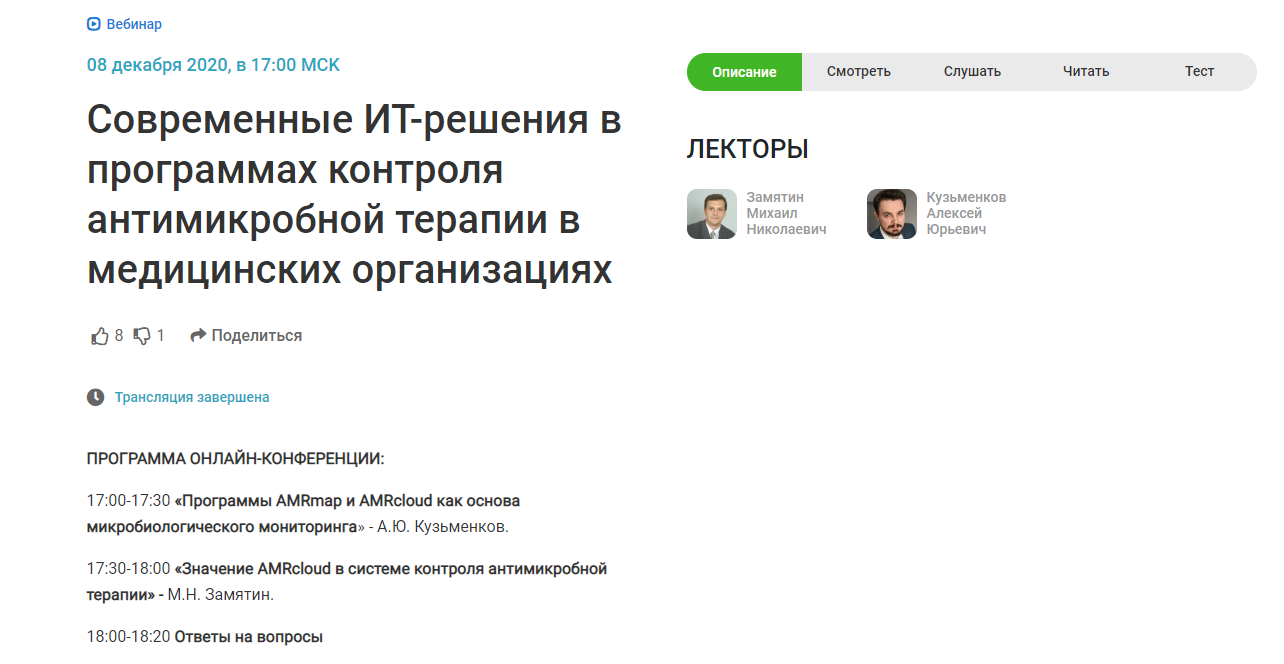 Вебинар
08 декабря 2020, в 17:00 МСК
Современные ИТ-решения в
программах контроля
антимикробной терапии в
медицинских организациях
8 1 Поделиться
Трансляция завершена
ПРОГРАММА ОНЛАЙН-КОНФЕРЕНЦИИ:
17:00-17:30 «Программы AMRmap и AMRcloud как основа
микробиологического мониторинга» - А.Ю. Кузьменков.
17:30-18:00 «Значение AMRcloud в системе контроля антимикробной
терапии» - М.Н. Замятин.
18:00-18:20 Ответы на вопросы
Описание Смотреть Слушать Читать Тест
ЛЕКТОРЫ
Замятин
Михаил
Николаевич
Кузьменков
Алексей
Юрьевич